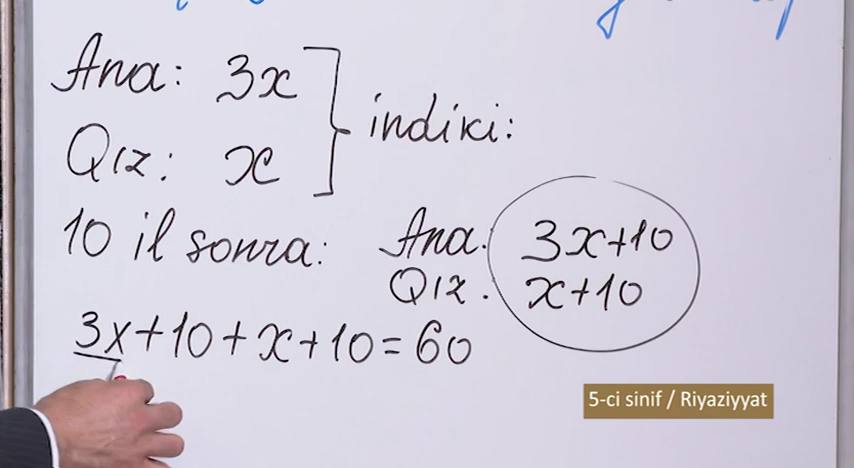 Ana: 3x
Qız: x
indiki:
10 il sonra: Ana: 3x+10
Qız: x+10
3x+10+x+10=60
5-ci sinif / Riyaziyyat